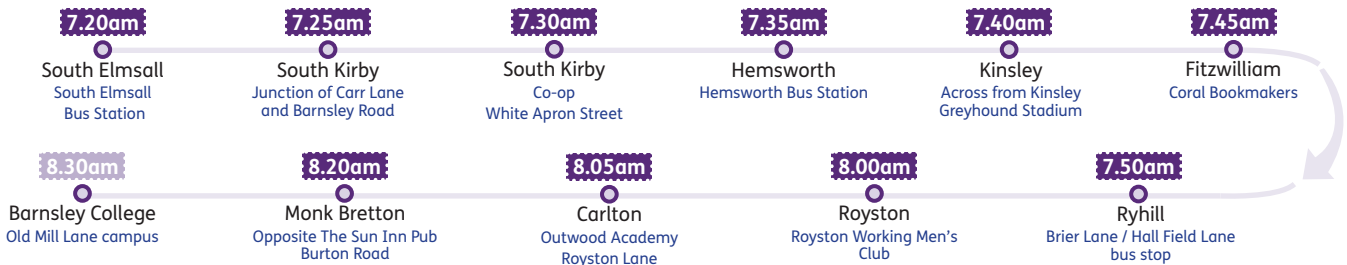 7.20am
South Elmsall
South Elmsall
Bus Station
7.25am
South Kirby
Junction of Carr Lane
and Barnsley Road
7.30am
South Kirby
Co-op
White Apron Street
7.35am
Hemsworth
Hemsworth Bus Station
7.40am
Kinsley
Across from Kinsley
Greyhound Stadium
7.45am
Fitzwilliam
Coral Bookmakers
7.50am
Ryhill
Brier Lane / Hall Field Lane
bus stop
8.00am
Royston
Royston Working Men's
Club
8.05am
Carlton
Outwood Academy
Royston Lane
8.20am
Monk Bretton
Opposite The Sun Inn Pub
Burton Road
8.30am
Barnsley College
Old Mill Lane campus